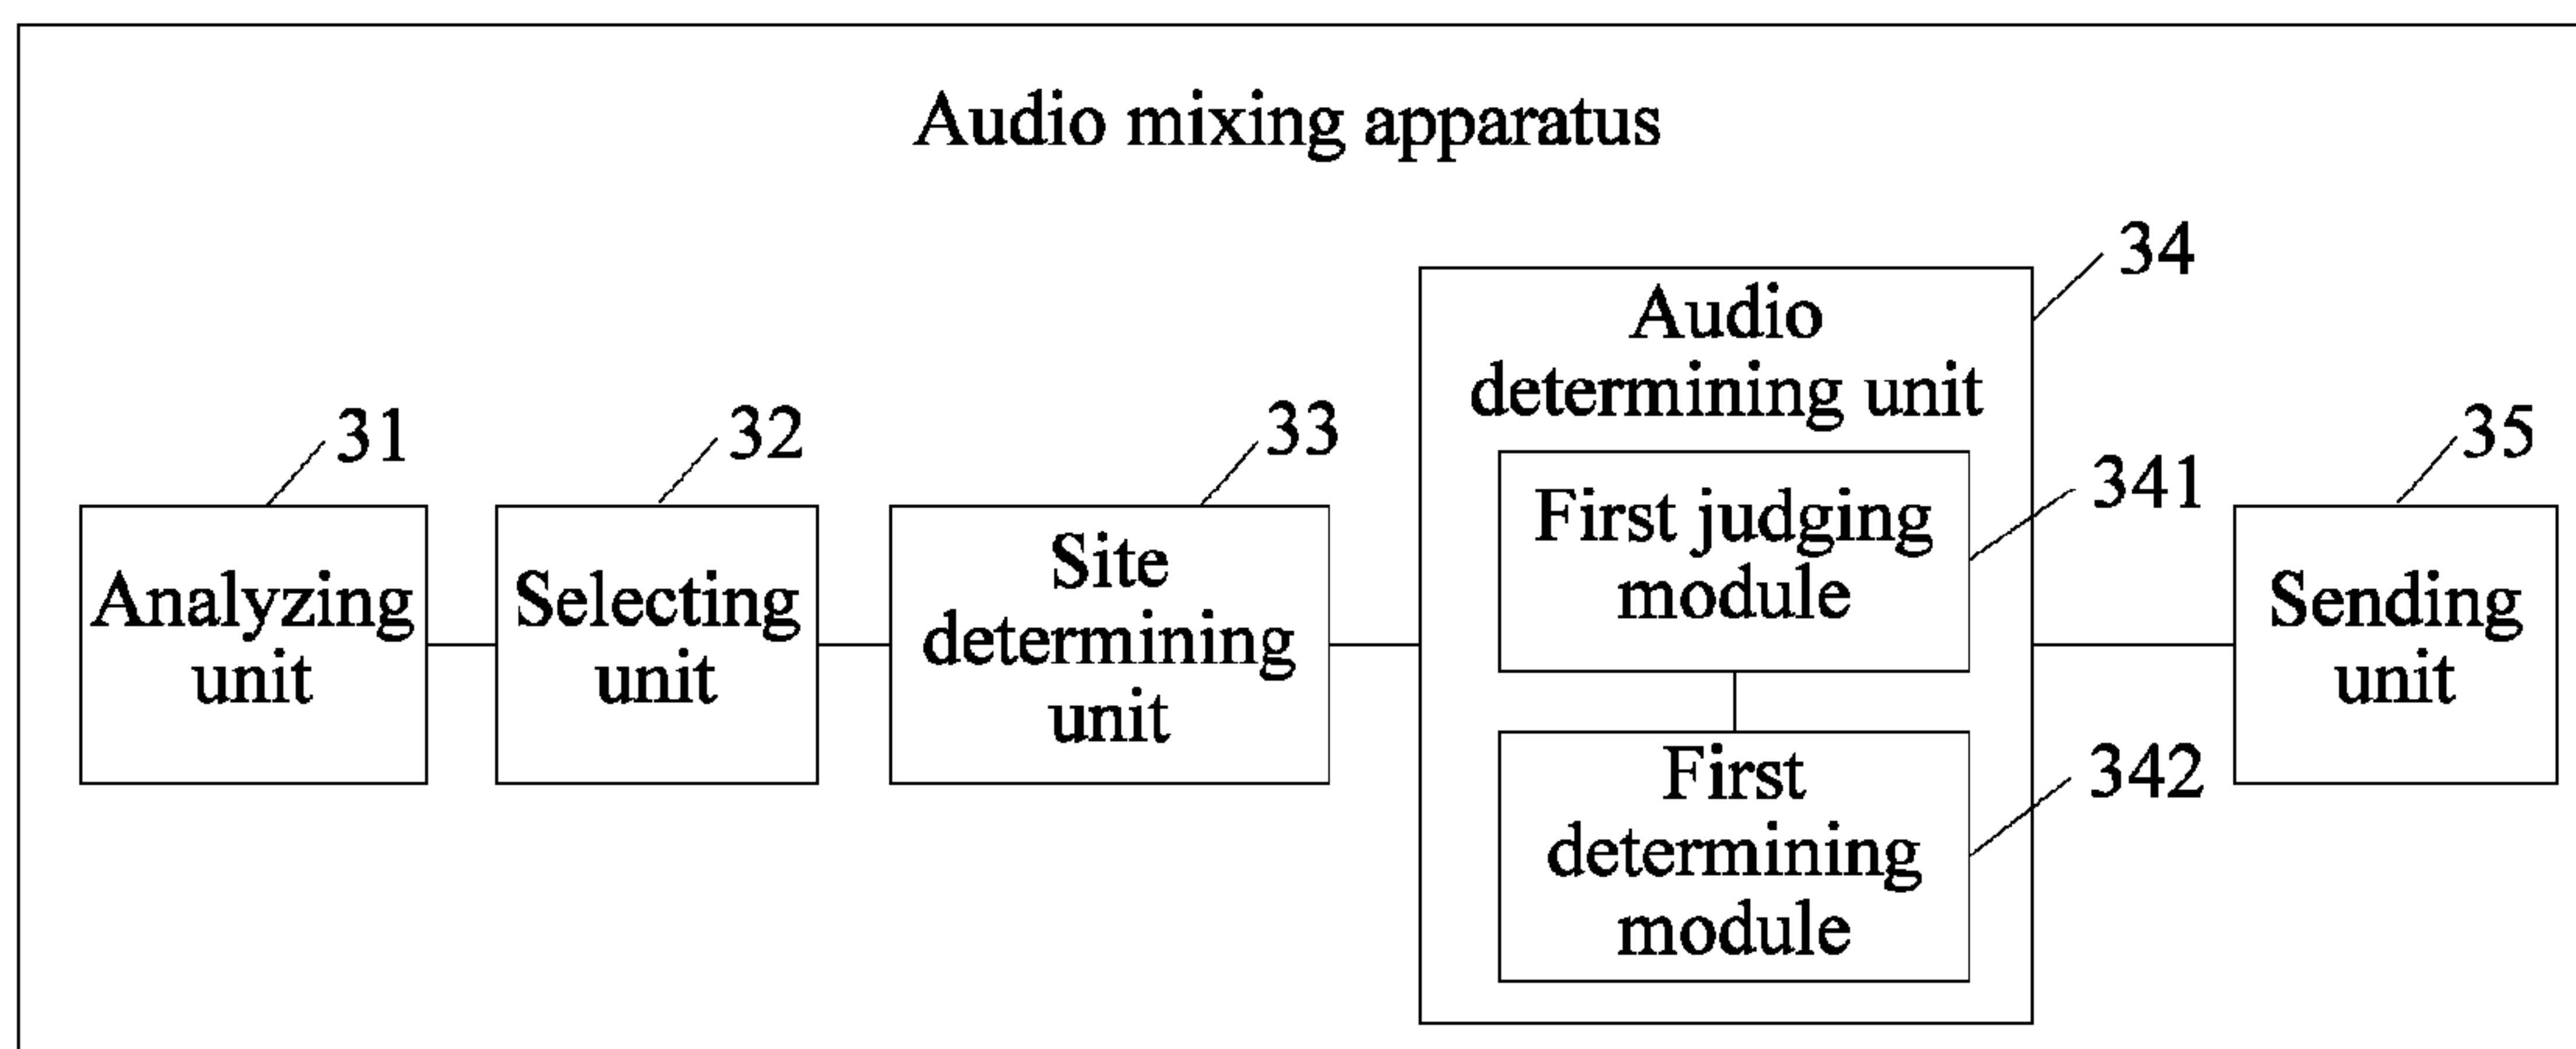 Audio mixing apparatus
31
Analyzing
unit
32
Selecting
unit
33
Site
determining
unit
34
Audio
determining unit
341
First judging
module
342
First
determining
module
35
Sending
unit